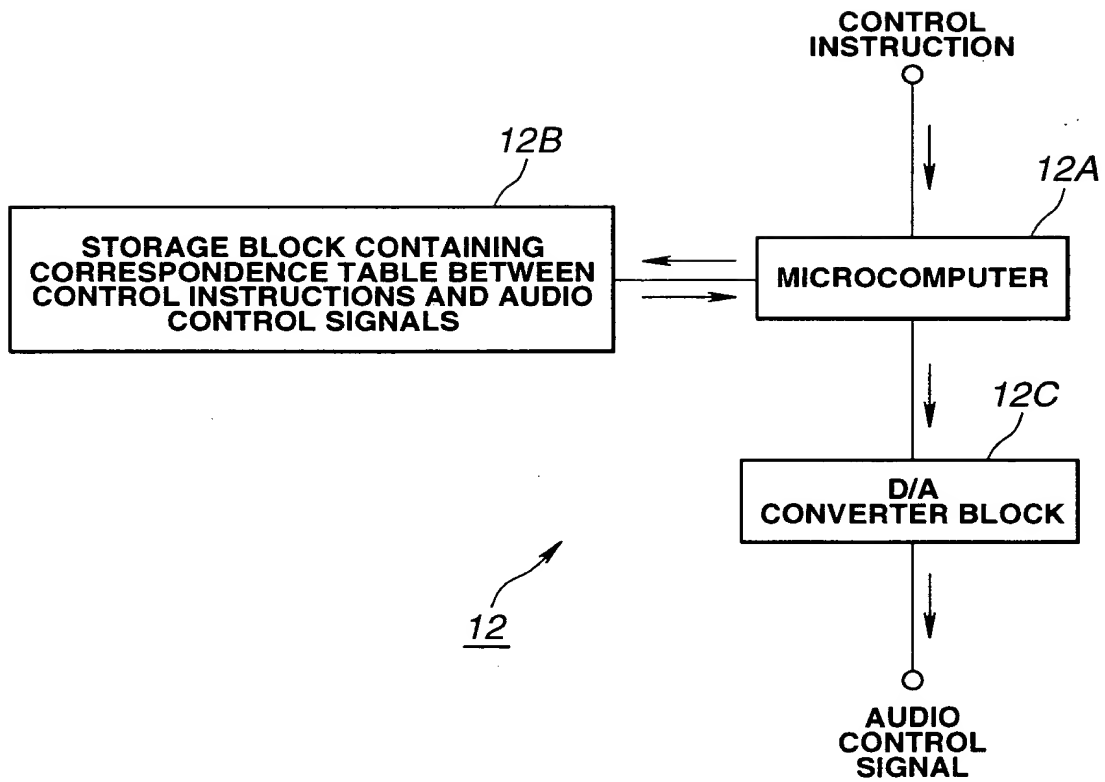 CONTROL
INSTRUCTION
12B
12A
STORAGE BLOCK CONTAINING
CORRESPONDENCE TABLE BETWEEN
CONTROL INSTRUCTIONS AND AUDIO
CONTROL SIGNALS
MICROCOMPUTER
12C
D/A
CONVERTER BLOCK
12
AUDIO
CONTROL
SIGNAL